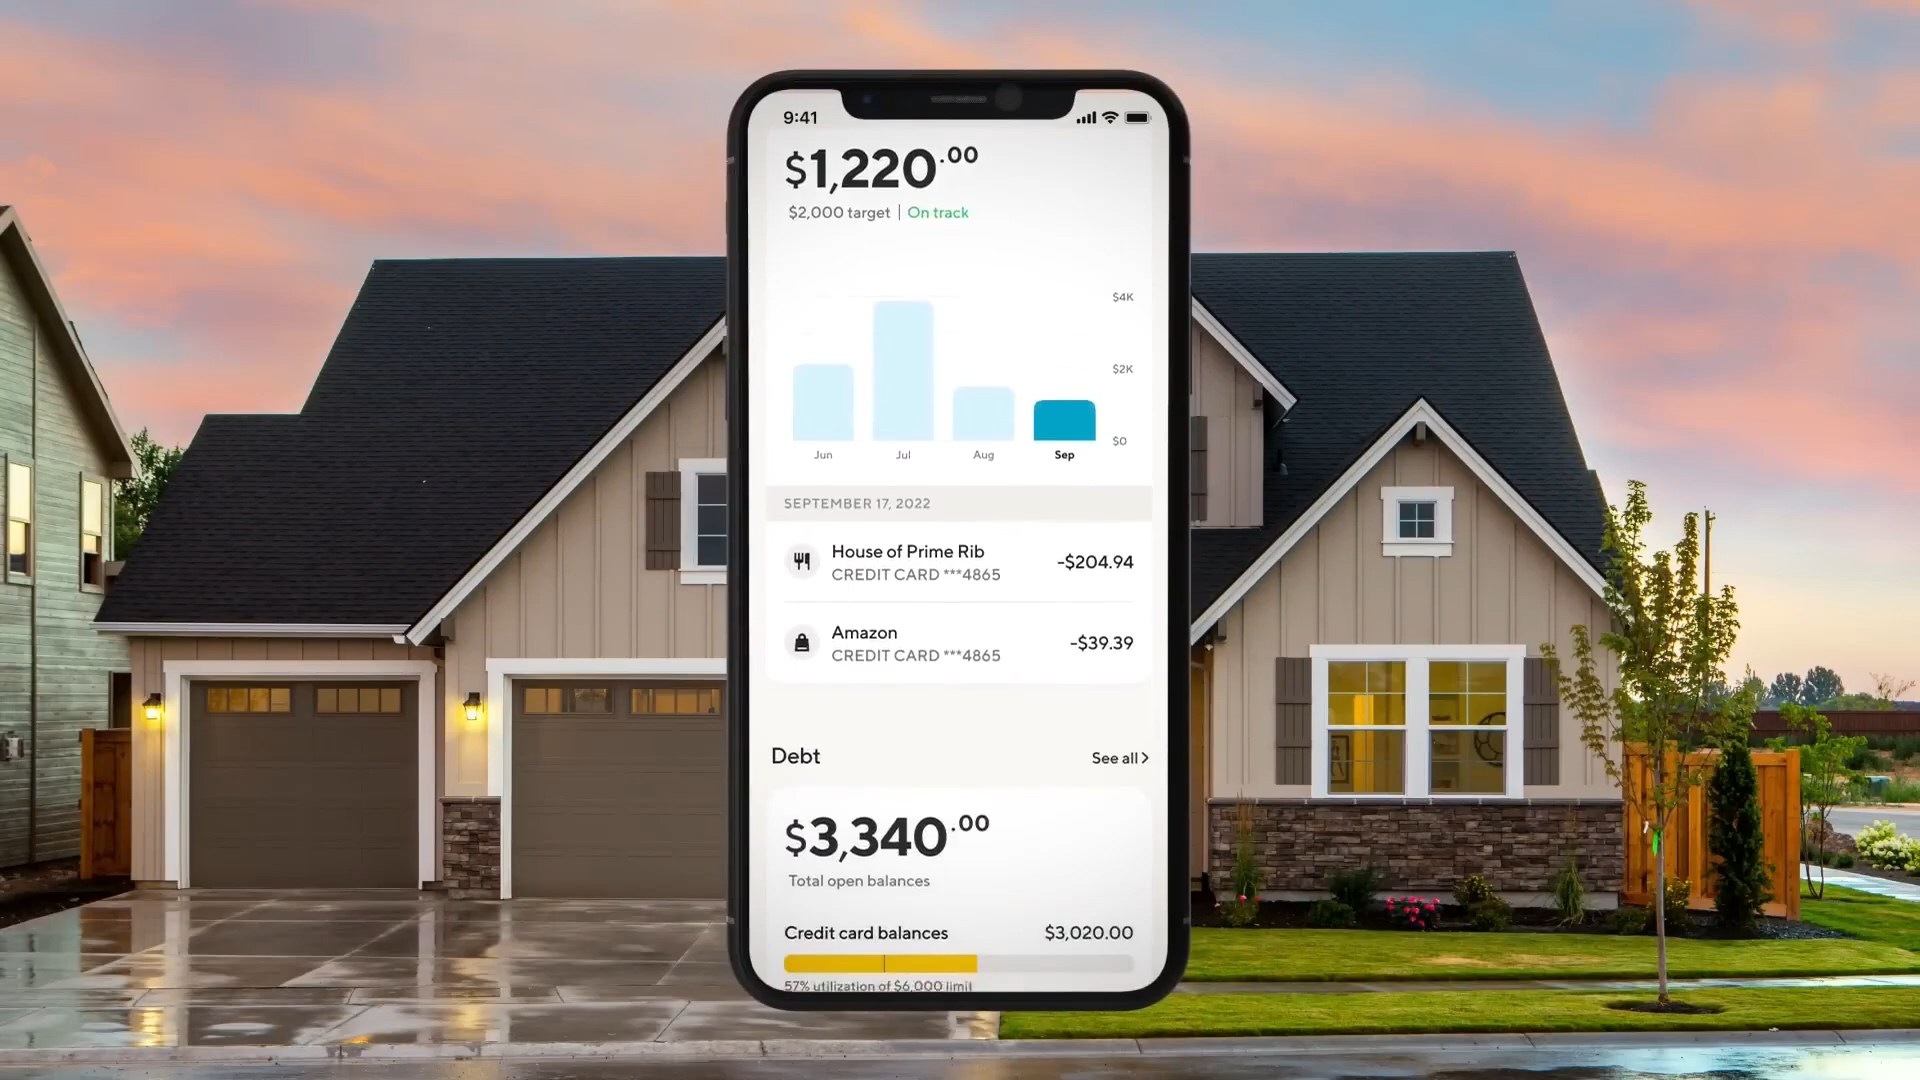 9:41
$1,220.00
$2,000 target | On track
$4K
$2K
$0
Jun Jul Aug Sep
SEPTEMBER 17, 2022
House of Prime Rib
CREDIT CARD ***4865
-$204.94
Amazon
CREDIT CARD ***4865
-$39.39
Debt
See all >
$3,340.00
Total open balances
Credit card balances
$3,020.00
57% utilization of $6,000 limit